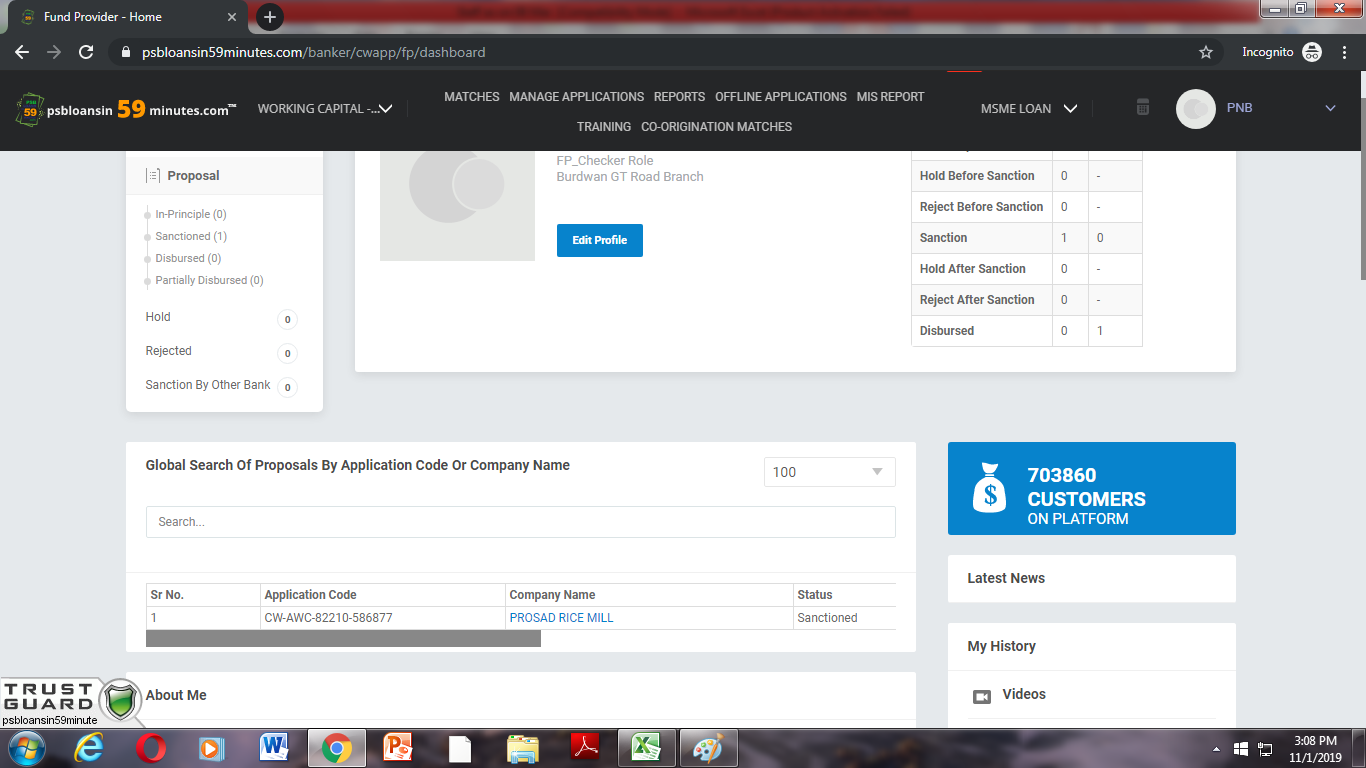 Fund Provider - Home
psbloansin59minutes.com/banker/cwapp/fp/dashboard
Incognito
PSB 59
psbloansin 59 minutes.com™
WORKING CAPITAL -...
MATCHES MANAGE APPLICATIONS REPORTS OFFLINE APPLICATIONS MIS REPORT
TRAINING CO-ORIGINATION MATCHES
MSME LOAN
PNB
Proposal
In-Principle (0)
Sanctioned (1)
Disbursed (0)
Partially Disbursed (0)
Hold 0
Rejected 0
Sanction By Other Bank 0
FP_Checker Role
Burdwan GT Road Branch
Edit Profile
Hold Before Sanction 0 -
Reject Before Sanction 0 -
Sanction 1 0
Hold After Sanction 0 -
Reject After Sanction 0 -
Disbursed 0 1
Global Search Of Proposals By Application Code Or Company Name
100
Search...
Sr No. Application Code Company Name Status
1 CW-AWC-82210-586877 PROSAD RICE MILL Sanctioned
About Me
703860
CUSTOMERS
ON PLATFORM
Latest News
My History
Videos
TRUST
GUARD
psbloansin59minute
3:08 PM
11/1/2019